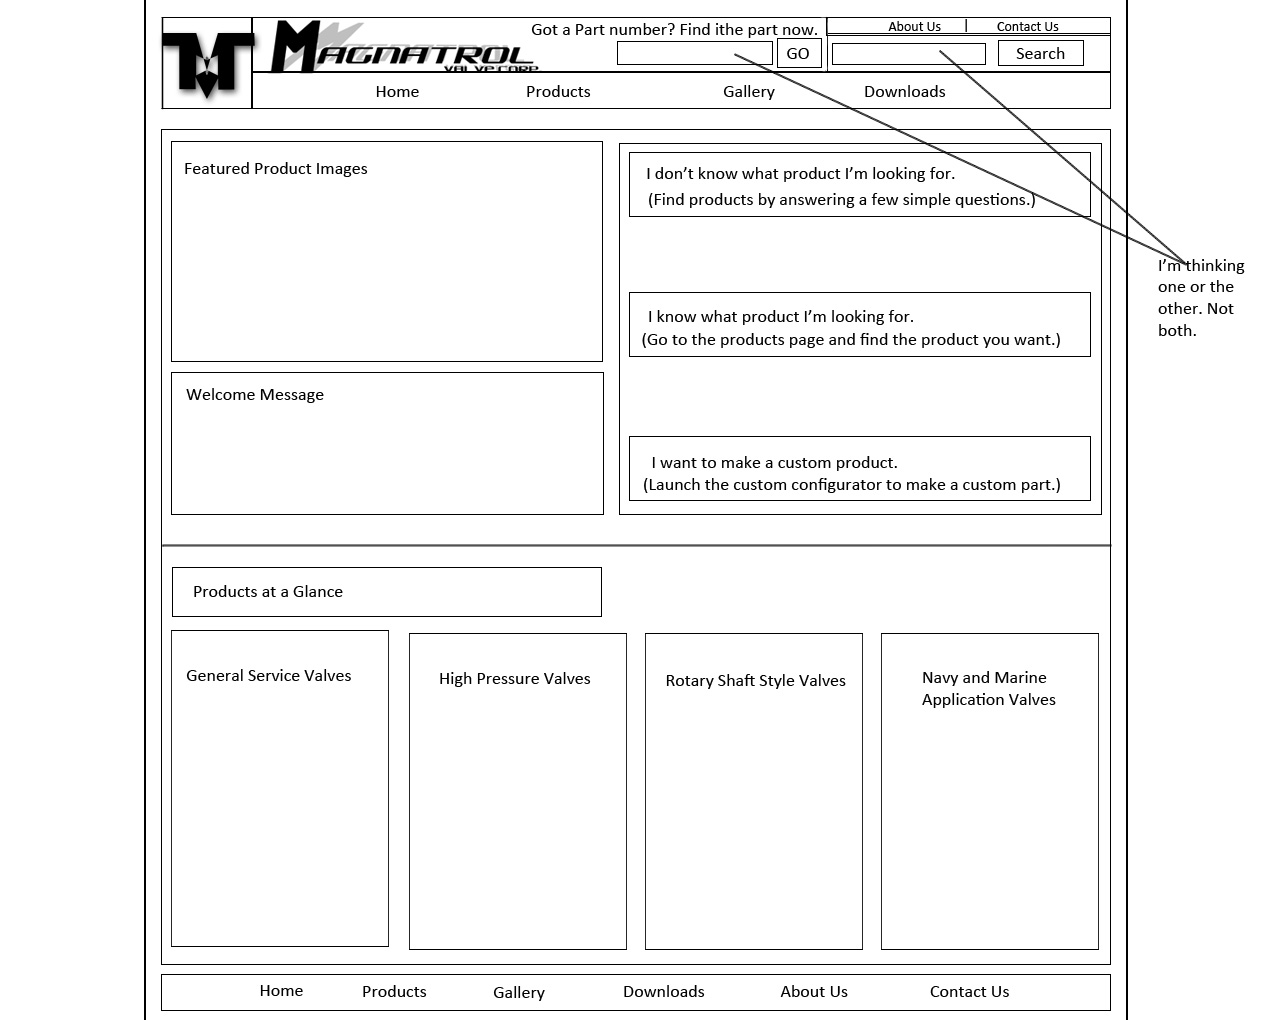 Got a Part number? Find ithe part now.
About Us | Contact Us
MAGNATROL
VALVE CORP
GO
Search
Home Products Gallery Downloads
Featured Product Images
I don't know what product I'm looking for.
(Find products by answering a few simple questions.)
I'm thinking
one or the
other. Not
both.
I know what product I'm looking for.
(Go to the products page and find the product you want.)
Welcome Message
I want to make a custom product.
(Launch the custom configurator to make a custom part.)
Products at a Glance
General Service Valves
High Pressure Valves
Rotary Shaft Style Valves
Navy and Marine
Application Valves
Home Products Gallery Downloads About Us Contact Us